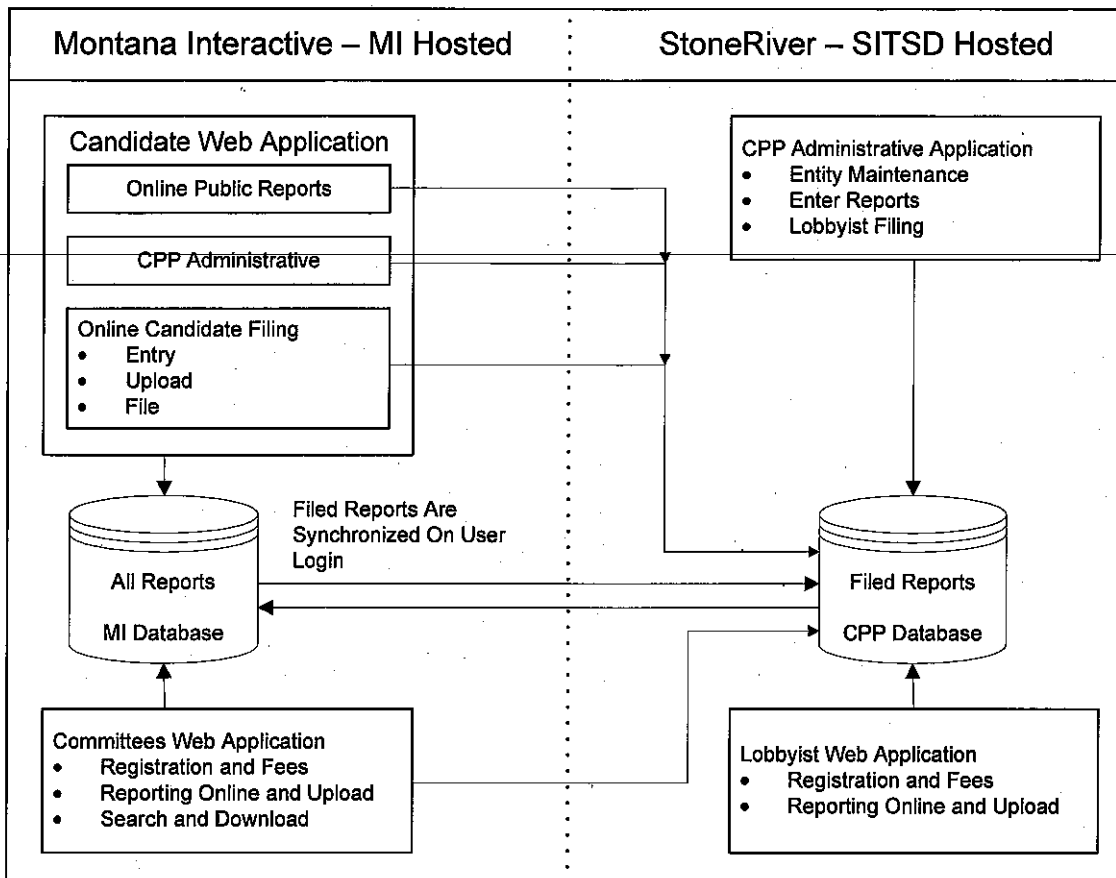 Montana Interactive – MI Hosted
StoneRiver – SITSD Hosted
Candidate Web Application
Online Public Reports
CPP Administrative
Online Candidate Filing
• Entry
• Upload
• File
CPP Administrative Application
• Entity Maintenance
• Enter Reports
• Lobbyist Filing
Filed Reports Are
Synchronized On User
Login
All Reports
MI Database
Filed Reports
CPP Database
Committees Web Application
• Registration and Fees
• Reporting Online and Upload
• Search and Download
Lobbyist Web Application
• Registration and Fees
• Reporting Online and Upload